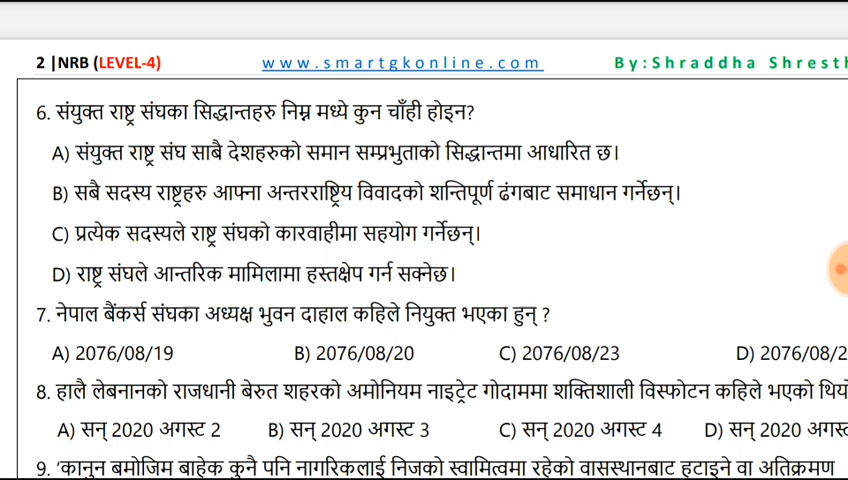 2 |NRB (LEVEL-4) www.smartgkonline.com By:Shraddha
6. संयुक्त राष्ट्र संघका सिद्धान्तहरु निम्न मध्ये कुन चाँही होइन?
A) संयुक्त राष्ट्र संघ साबै देशहरुको समान सम्प्रभुताको सिद्धान्तमा आधारित छ।
B) सबै सदस्य राष्ट्रहरु आफ्ना अन्तरराष्ट्रिय विवादको शन्तिपूर्ण ढंगबाट समाधान गर्नेछन्।
C) प्रत्येक सदस्यले राष्ट्र संघको कारवाहीमा सहयोग गर्नेछन्।
D) राष्ट्र संघले आन्तरिक मामिलामा हस्तक्षेप गर्न सक्नेछ।
7. नेपाल बैंकर्स संघका अध्यक्ष भुवन दाहाल कहिले नियुक्त भएका हुन् ?
A) 2076/08/19 B) 2076/08/20 C) 2076/08/23 D) 2076/08/2
8. हालै लेबनानको राजधानी बेरुत शहरको अमोनियम नाइट्रेट गोदाममा शक्तिशाली विस्फोटन कहिले भएको
A) सन् 2020 अगस्ट 2 B) सन् 2020 अगस्ट 3 C) सन् 2020 अगस्ट 4 D) सन् 2020
9. ‘कानुन बमोजिम बाहेक कुनै पनि नागरिकलाई निजको स्वामित्वमा रहेको वासस्थानबाट हटाइने वा अतिक्रमण